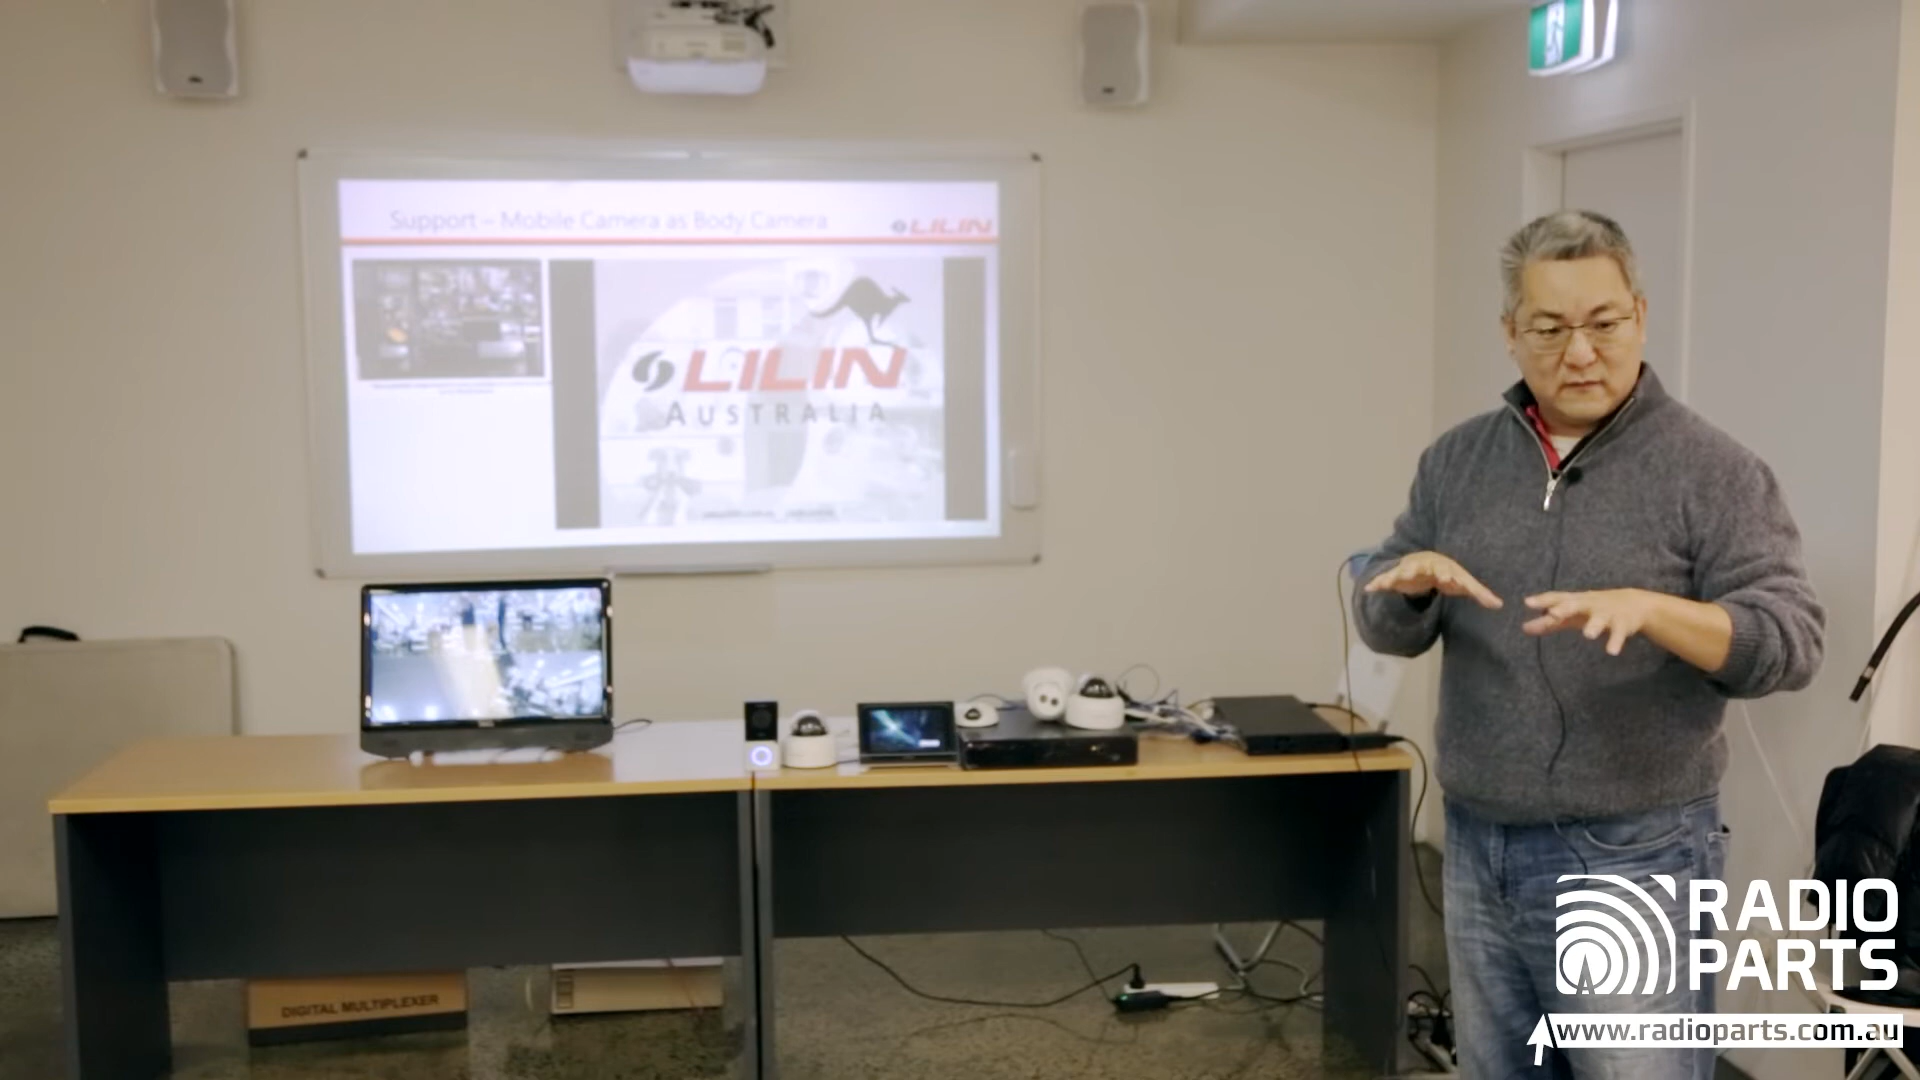 Support – Mobile Camera as Body Camera
LILIN
LILIN
AUSTRALIA
DIGITAL MULTIPLEXER
RADIO
PARTS
www.radioparts.com.au